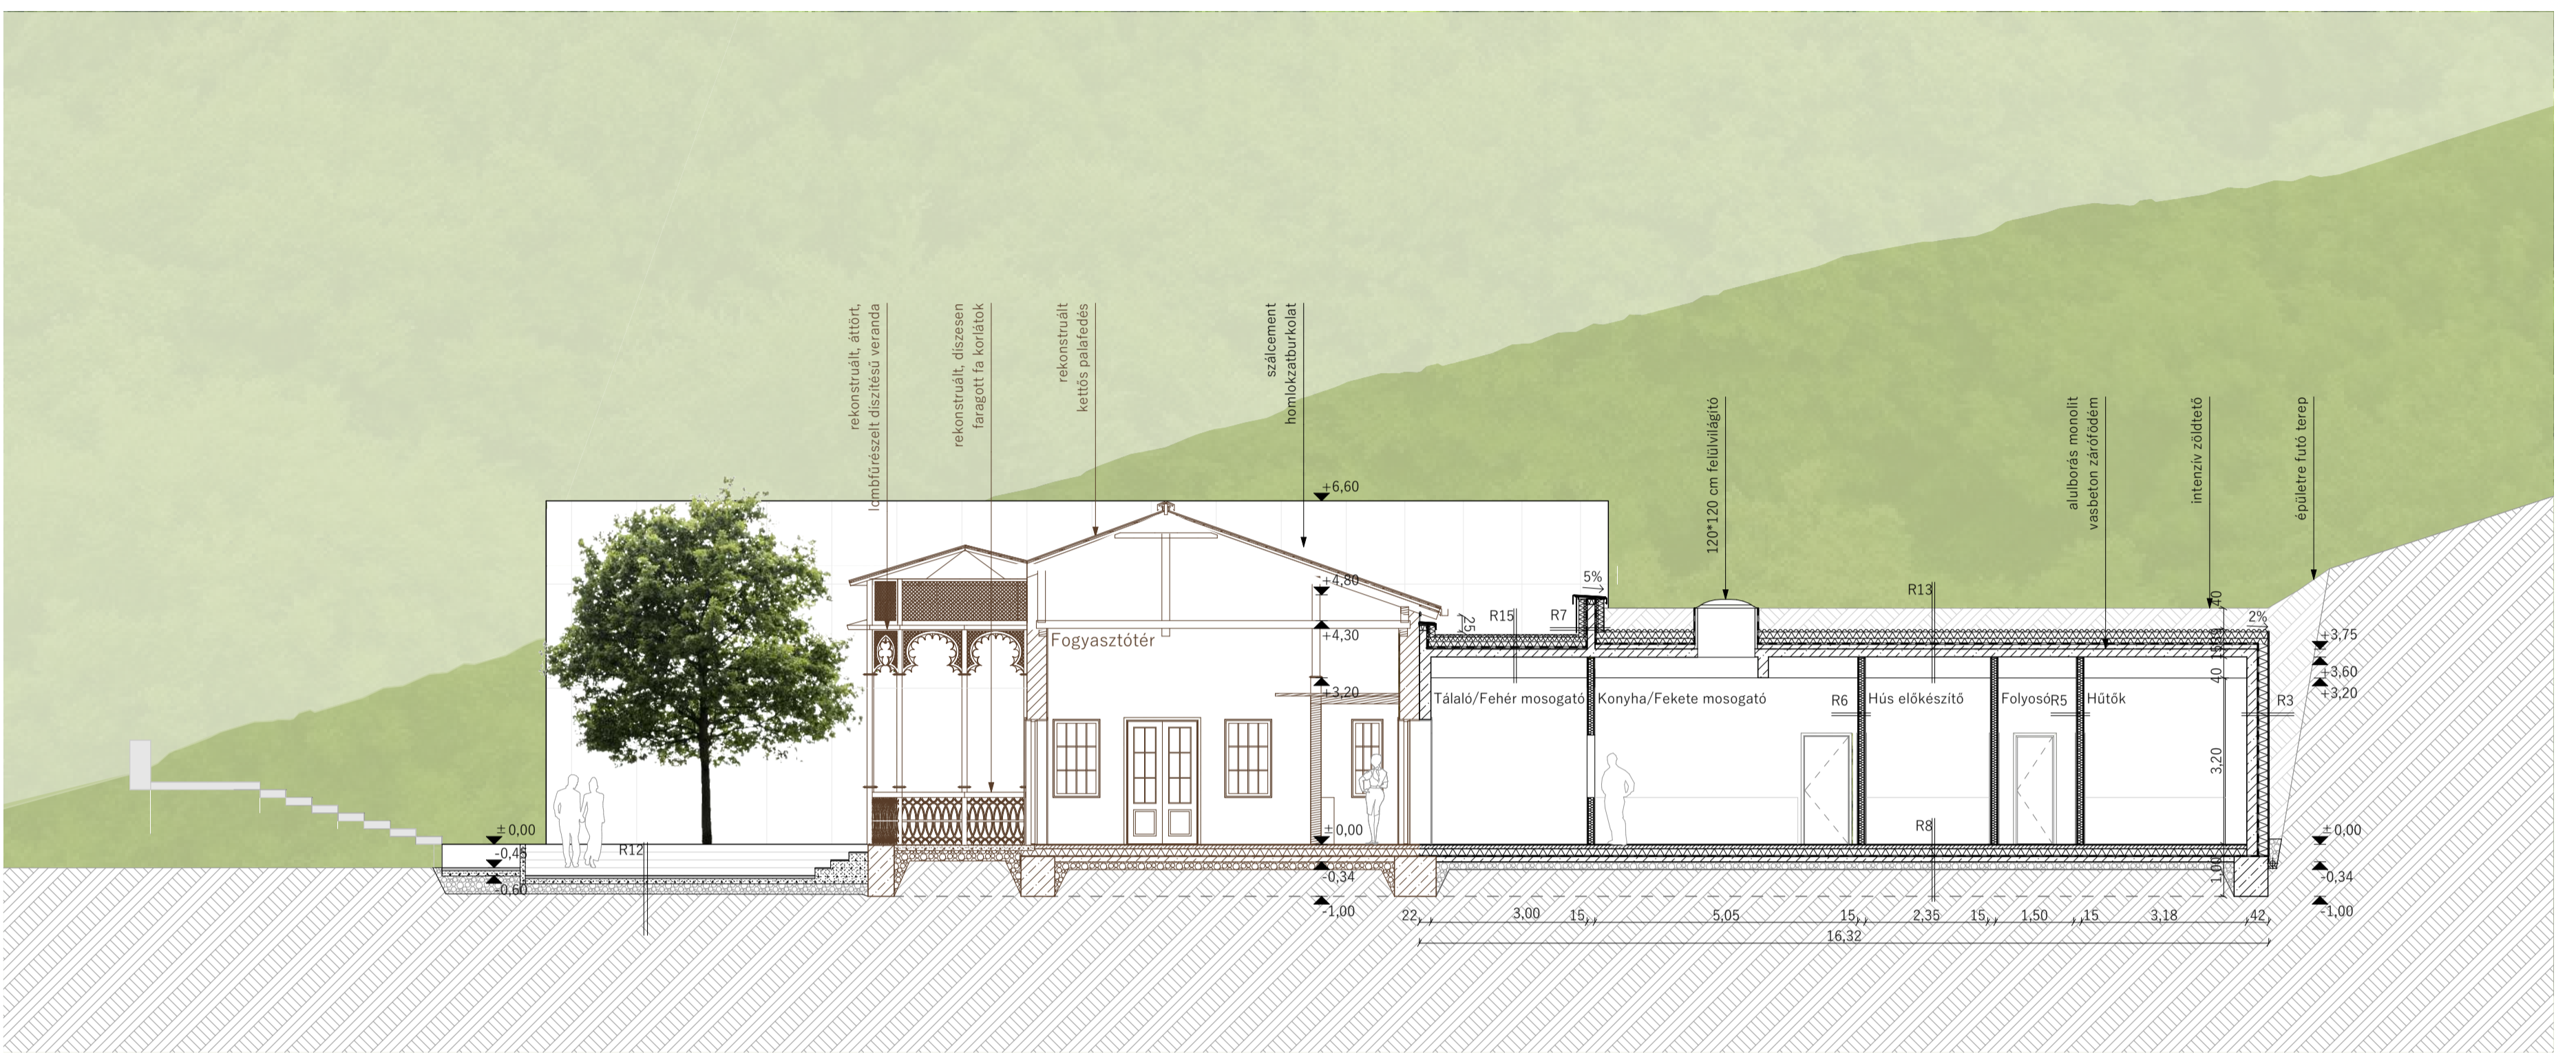 rekonstruált, áttört,
lombfűrészelt díszítésű veranda
rekonstruált, díszesen
faragott fa korlátok
rekonstruált
kettős palafedés
szálcement
homlokzatburkolat
120*120 cm felülvilágító
alulborás monolit
vasbeton zárófödém
intenzív zöldtető
épületre futó terep
+6,60
+4,80
+4,30
+3,20
5%
R15
R7
25
R13
40
2%
+3,75
+3,60
+3,20
40
Fogyasztótér
Tálaló/Fehér mosogató
Konyha/Fekete mosogató
R6
Hús előkészítő
Folyosó
R5
Hűtők
R3
3,20
±0,00
-0,45
-0,60
R12
±0,00
-0,34
-1,00
R8
1,00
±0,00
-0,34
-1,00
22 3,00 15 5,05 15 2,35 15 1,50 15 3,18 42
16,32